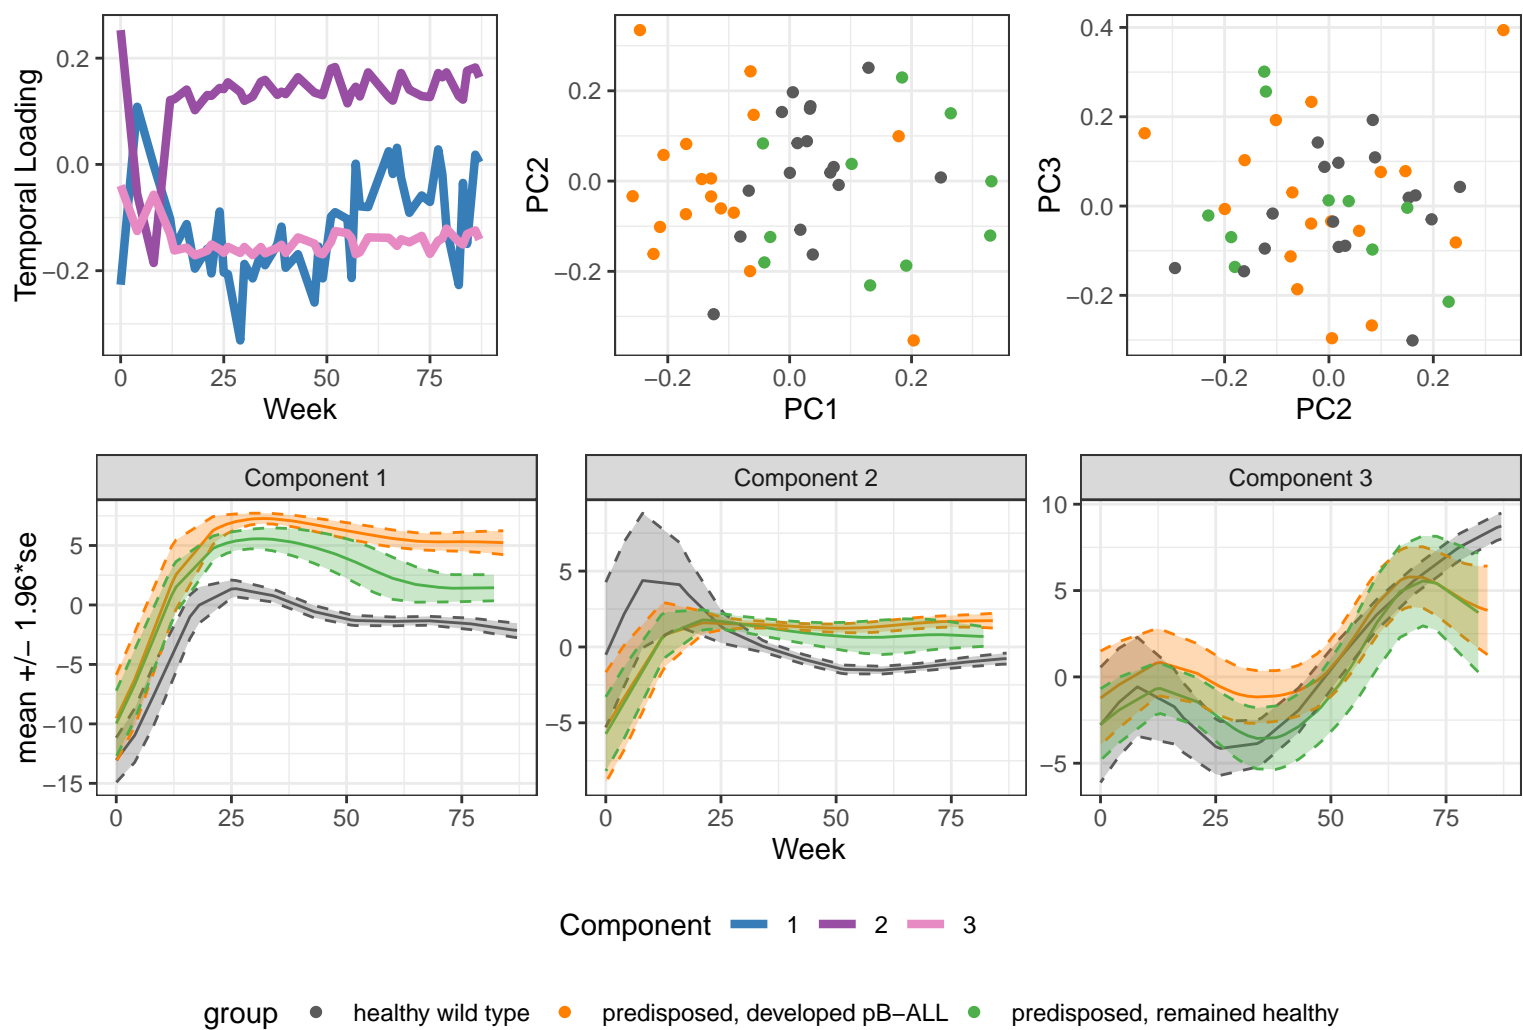 Temporal Loading
0.2
0.0
−0.2
0 25 50 75
Week
PC2
0.2
0.0
−0.2
−0.2 0.0 0.2
PC1
PC3
0.4
0.2
0.0
−0.2
−0.2 0.0 0.2
PC2
mean +/− 1.96*se
Component 1
5
0
−5
−10
−15
0 25 50 75
Component 2
5
0
−5
0 25 50 75
Component 3
10
5
0
−5
0 25 50 75
Week
Component 1 2 3
group healthy wild type predisposed, developed pB−ALL predisposed, remained healthy